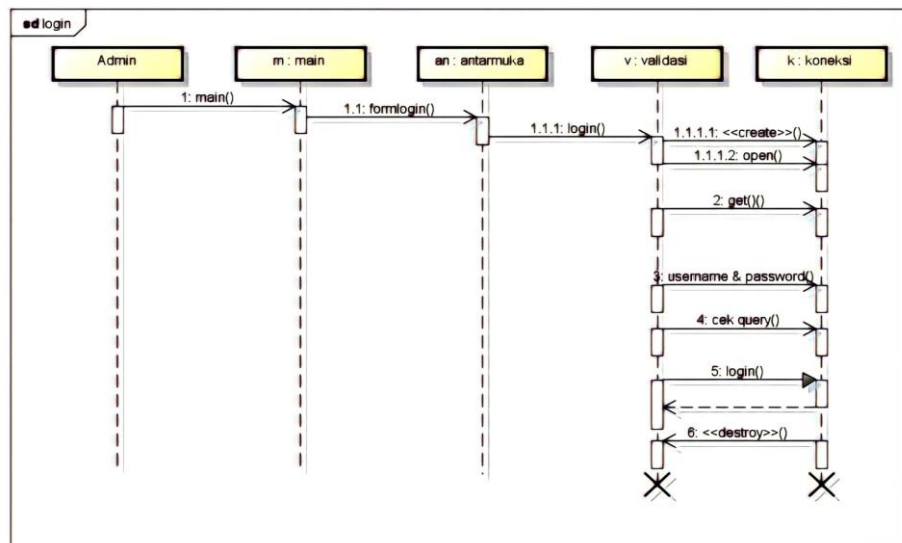 sd login
Admin
m : main
an : antarmuka
v : validasi
k : koneksi
1: main()
1.1: formlogin()
1.1.1: login()
1.1.1.1: <<create>>()
1.1.1.2: open()
2: get()()
3: username & password()
4: cek query()
5: login()
6: <<destroy>>()